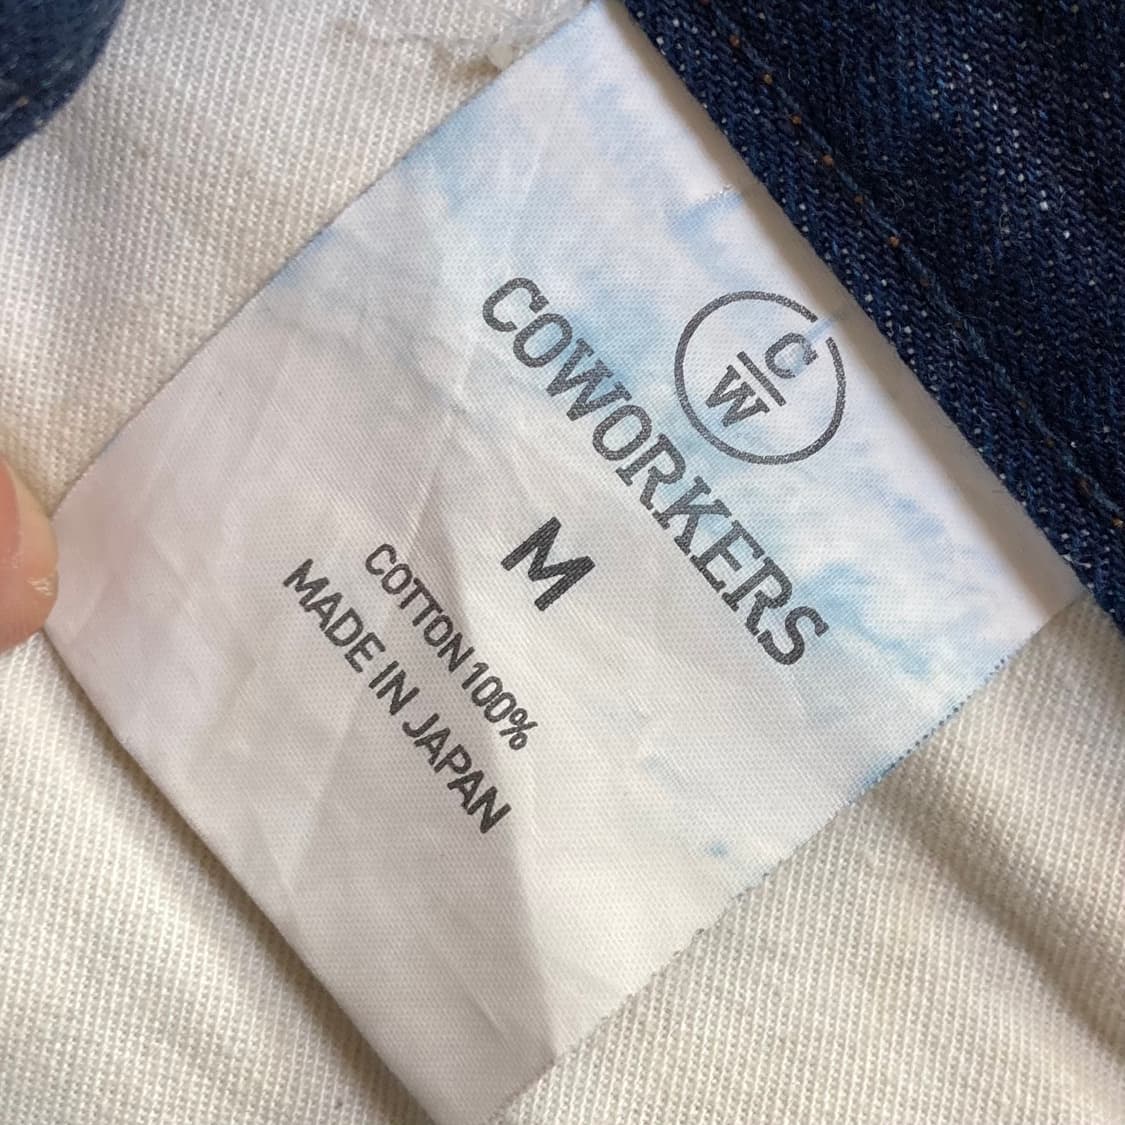 C
W
COWORKERS
M
COTTON 100%
MADE IN JAPAN